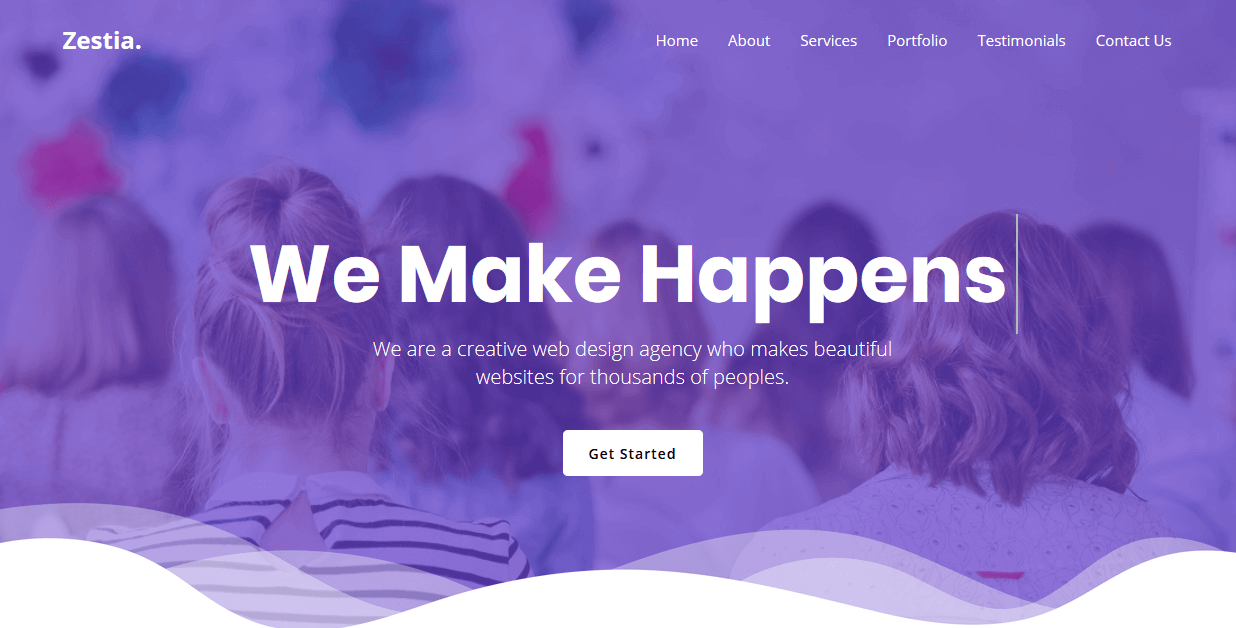 Zestia.
Home About Services Portfolio Testimonials Contact Us
We Make Happens
We are a creative web design agency who makes beautiful
websites for thousands of peoples.
Get Started